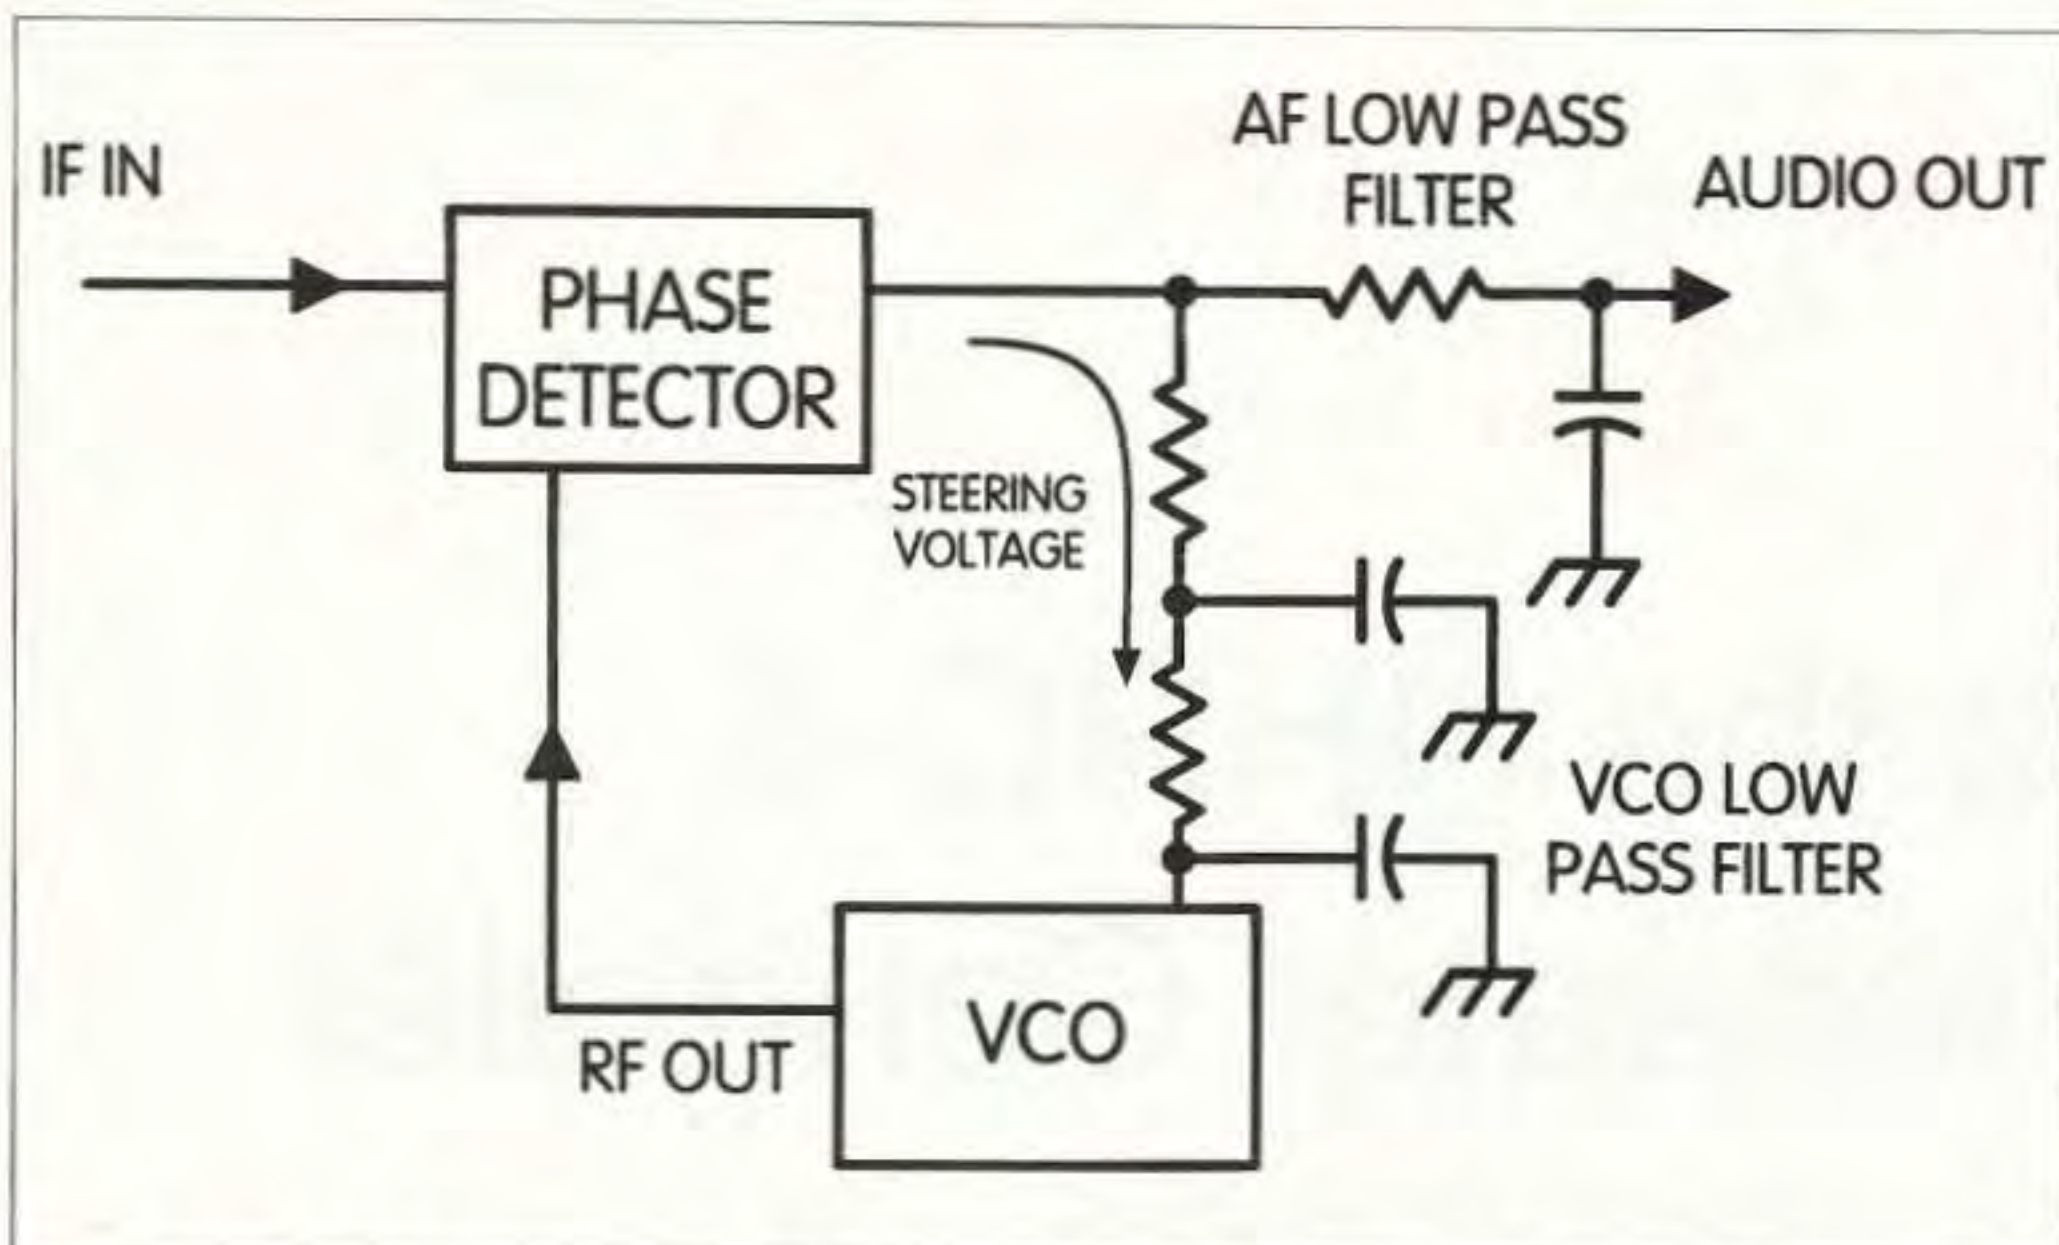 IF IN
PHASE
DETECTOR
AF LOW PASS
FILTER
AUDIO OUT
STEERING
VOLTAGE
VCO LOW
PASS FILTER
VCO
RF OUT